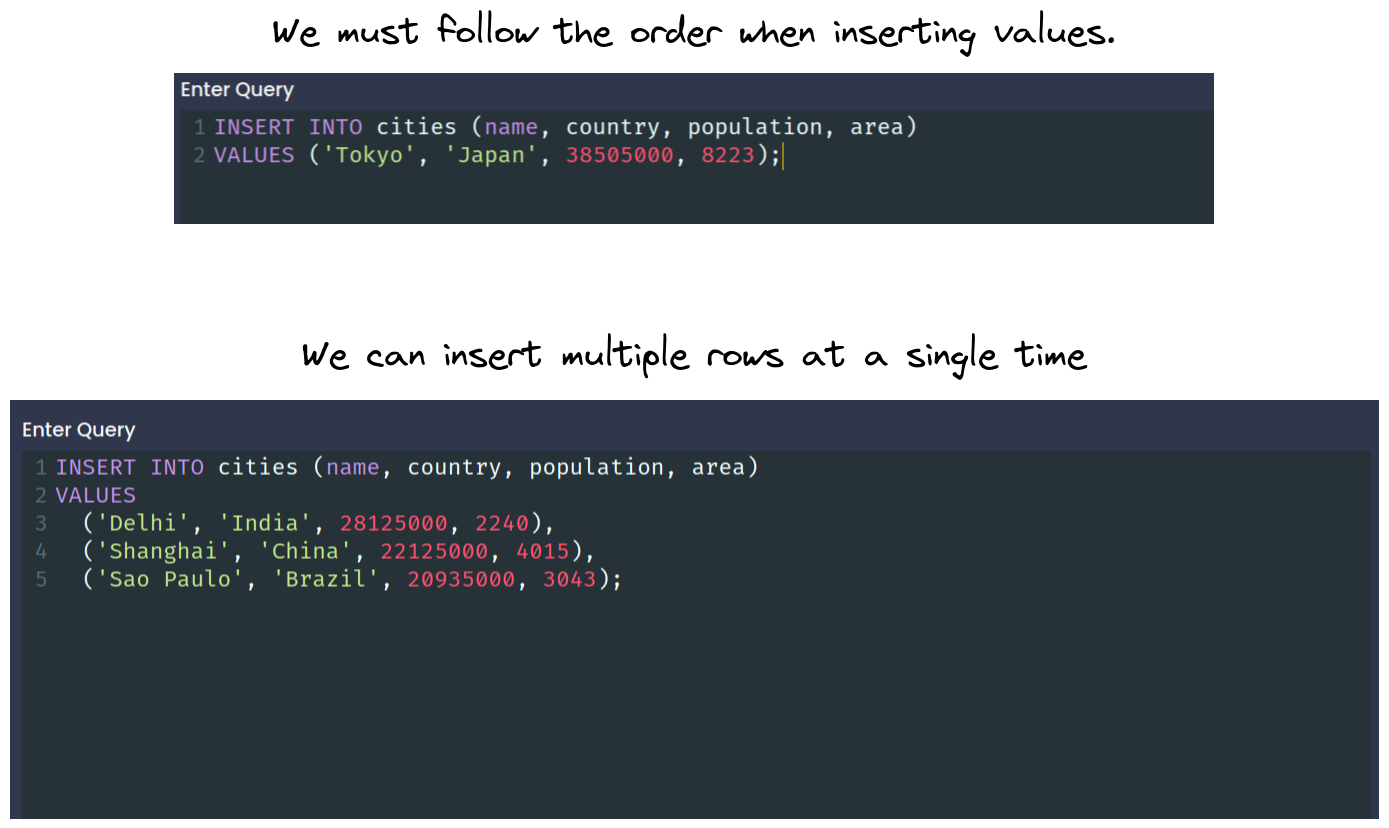 We must follow the order when inserting values.
Enter Query
1 INSERT INTO cities (name, country, population, area)
2 VALUES ('Tokyo', 'Japan', 38505000, 8223);
We can insert multiple rows at a single time
Enter Query
1 INSERT INTO cities (name, country, population, area)
2 VALUES
3   ('Delhi', 'India', 28125000, 2240),
4   ('Shanghai', 'China', 22125000, 4015),
5   ('Sao Paulo', 'Brazil', 20935000, 3043);